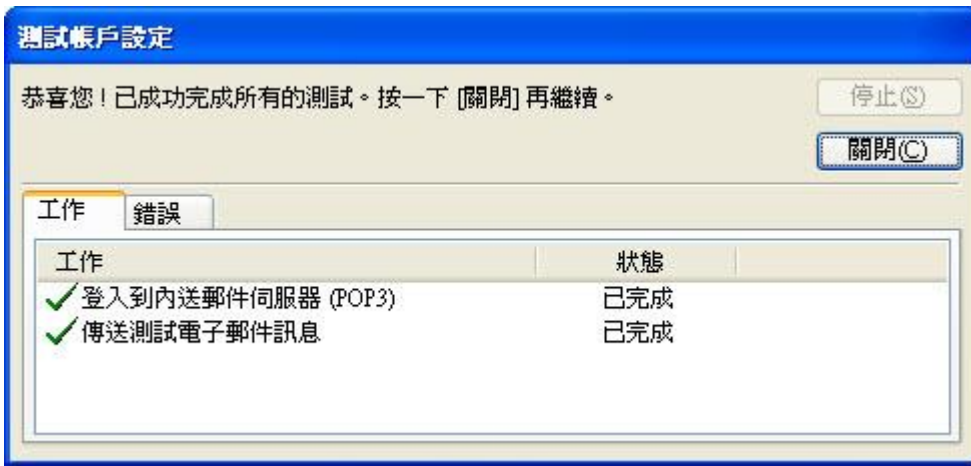 測試帳戶設定
恭喜您！已成功完成所有的測試。按一下 [關閉] 再繼續。
停止(S)
關閉(C)
工作 錯誤
工作 狀態
登入到內送郵件伺服器 (POP3) 已完成
傳送測試電子郵件訊息 已完成